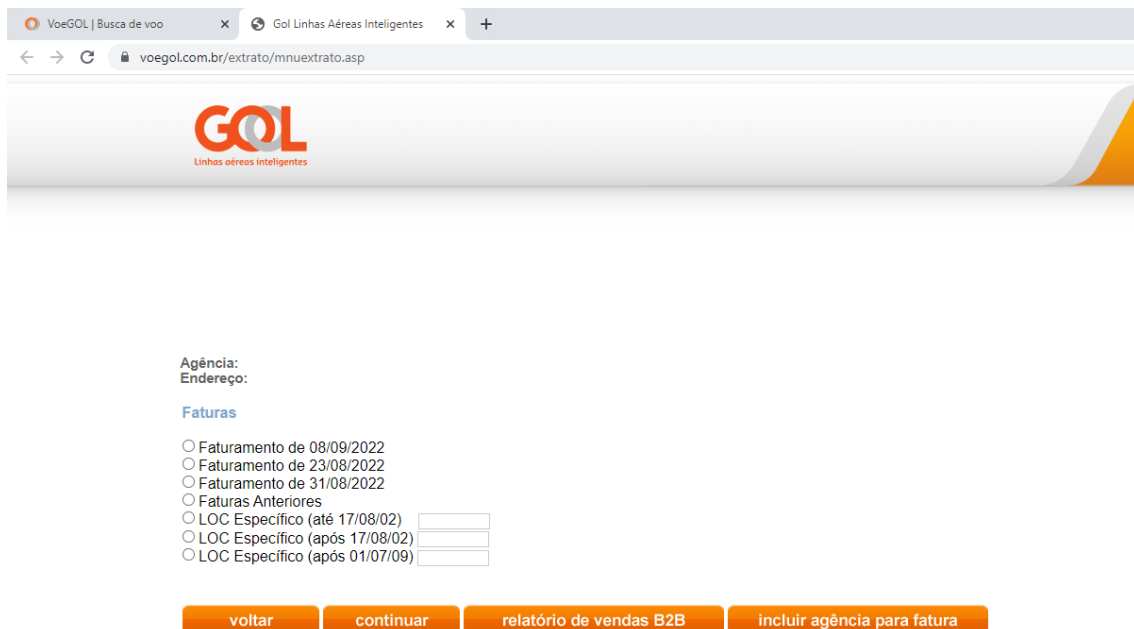 VoeGOL | Busca de voo
Gol Linhas Aéreas Inteligentes
voegol.com.br/extrato/mnuextrato.asp
GOL
Linhas aéreas inteligentes
Agência:
Endereço:
Faturas
Faturamento de 08/09/2022
Faturamento de 23/08/2022
Faturamento de 31/08/2022
Faturas Anteriores
LOC Específico (até 17/08/02)
LOC Específico (após 17/08/02)
LOC Específico (após 01/07/09)
voltar continuar relatório de vendas B2B incluir agência para fatura